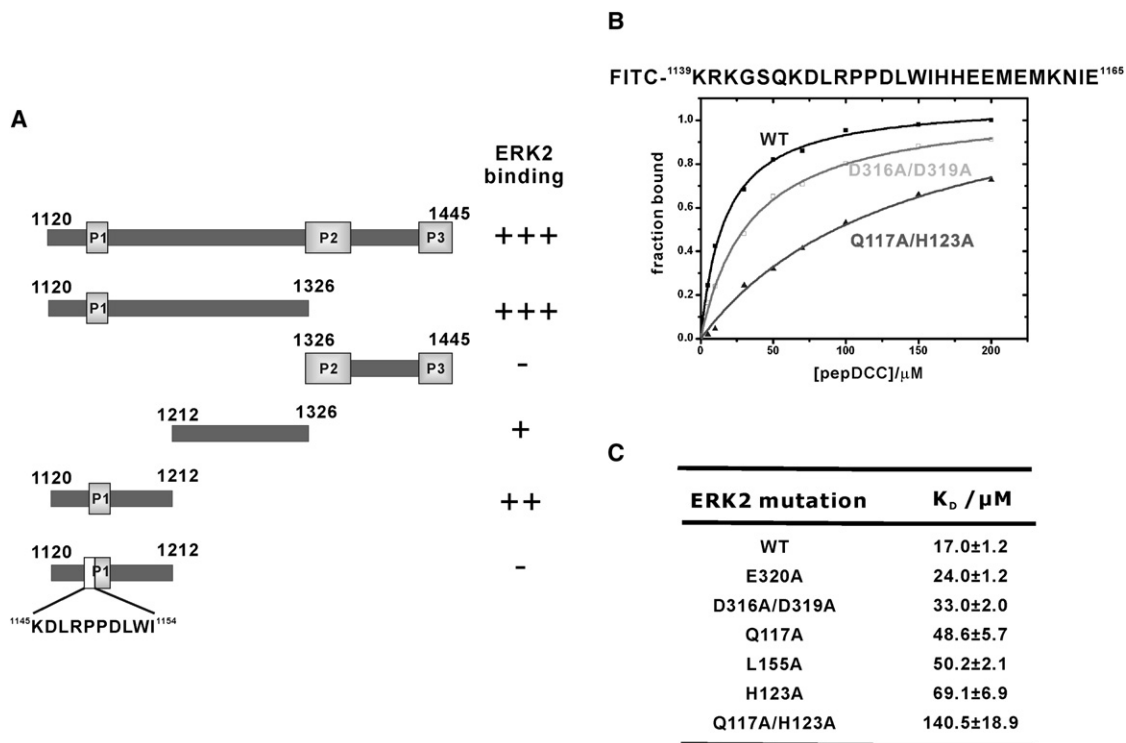 A
ERK2
binding
1120
1445
P1
P2
P3
+++
1120
1326
P1
+++
1326
1445
P2
P3
-
1212
1326
+
1120
1212
P1
++
1120
1212
P1
-
1145KDLRPPDLWI1154
B
FITC-1139KRKGSQKDLRPPDLWIHHEEMEMKNIE1165
fraction bound
1.0
0.8
0.6
0.4
0.2
0.0
WT
D316A/D319A
Q117A/H123A
0
50
100
150
200
[pepDCC]/μM
C
ERK2 mutation KD /μM
WT 17.0±1.2
E320A 24.0±1.2
D316A/D319A 33.0±2.0
Q117A 48.6±5.7
L155A 50.2±2.1
H123A 69.1±6.9
Q117A/H123A 140.5±18.9